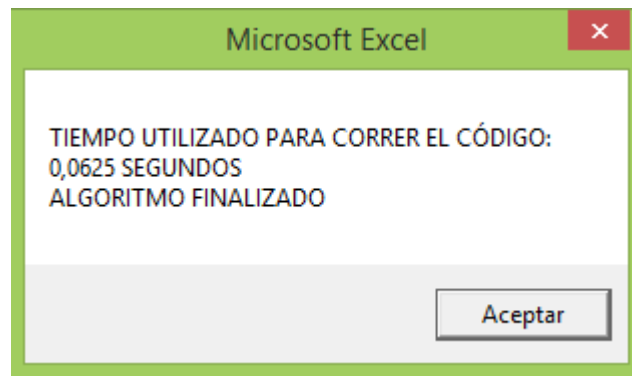 Microsoft Excel
TIEMPO UTILIZADO PARA CORRER EL CÓDIGO:
0,0625 SEGUNDOS
ALGORITMO FINALIZADO
Aceptar